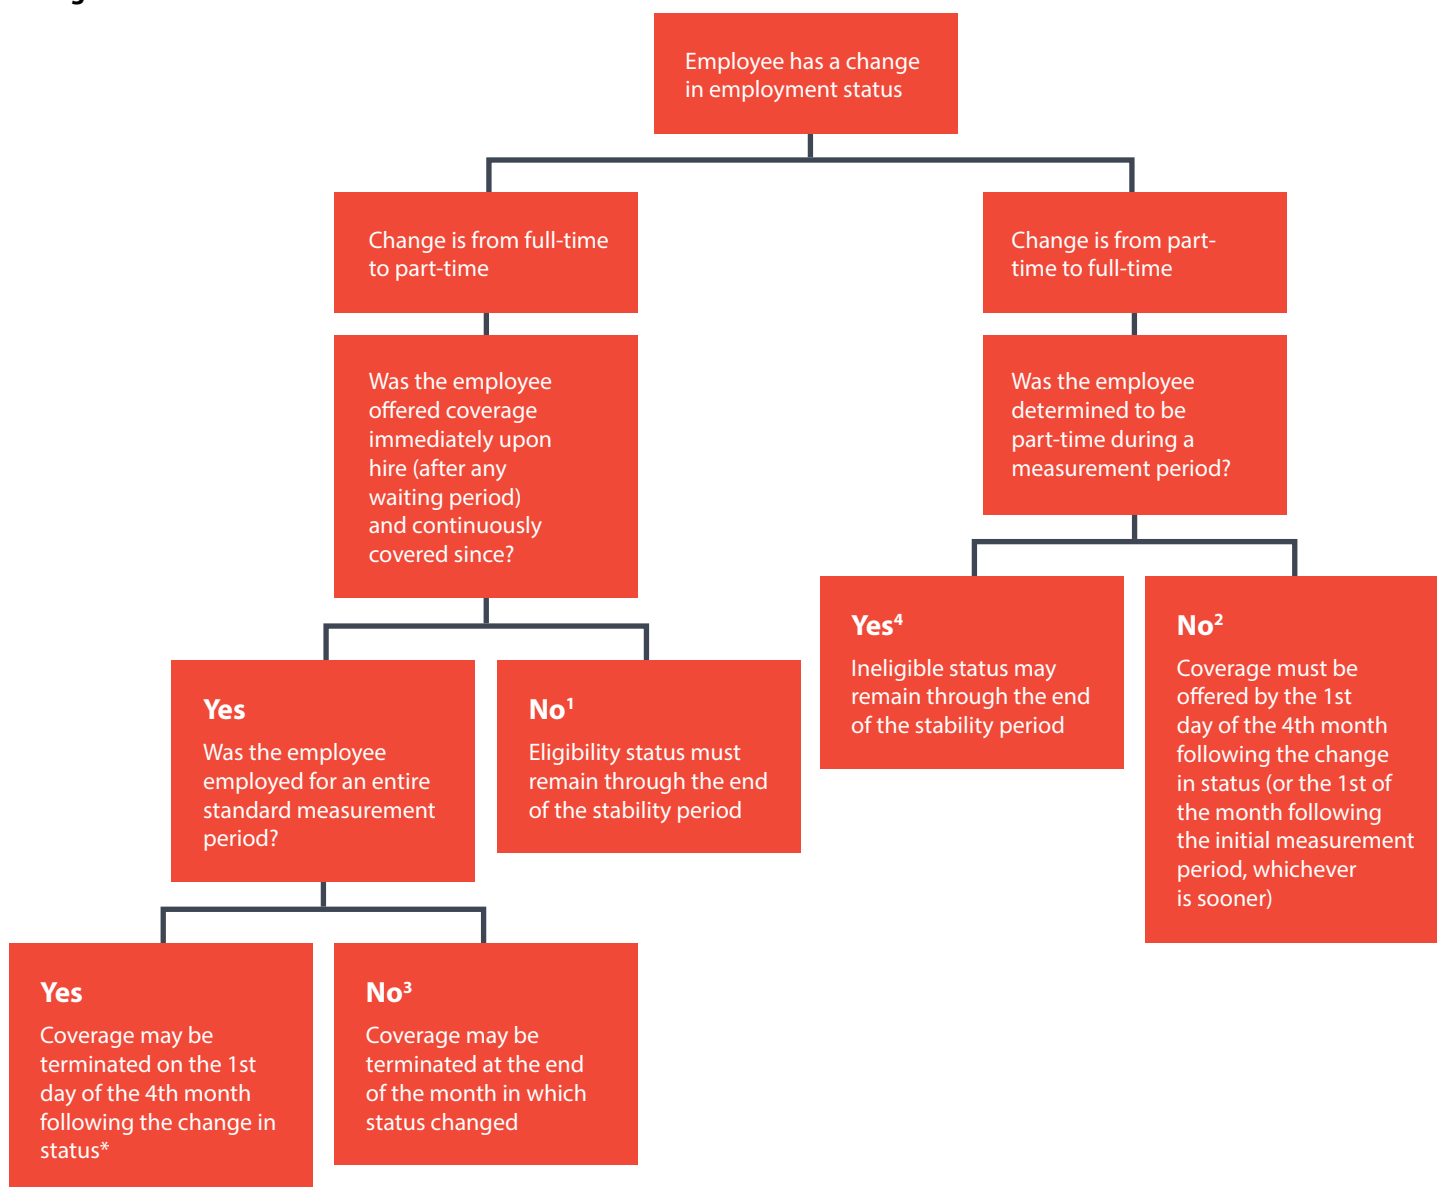 Employee has a change
in employment status
Change is from full-time
to part-time
Change is from part-
time to full-time
Was the employee
offered coverage
immediately upon
hire (after any
waiting period)
and continuously
covered since?
Was the employee
determined to be
part-time during a
measurement period?
Yes⁴
Ineligible status may
remain through the end
of the stability period
No²
Coverage must be
offered by the 1st
day of the 4th month
following the change
in status (or the 1st of
the month following
the initial measurement
period, whichever
is sooner)
Yes
Was the employee
employed for an entire
standard measurement
period?
No¹
Eligibility status must
remain through the end
of the stability period
Yes
Coverage may be
terminated on the 1st
day of the 4th month
following the change in
status*
No³
Coverage may be
terminated at the end
of the month in which
status changed